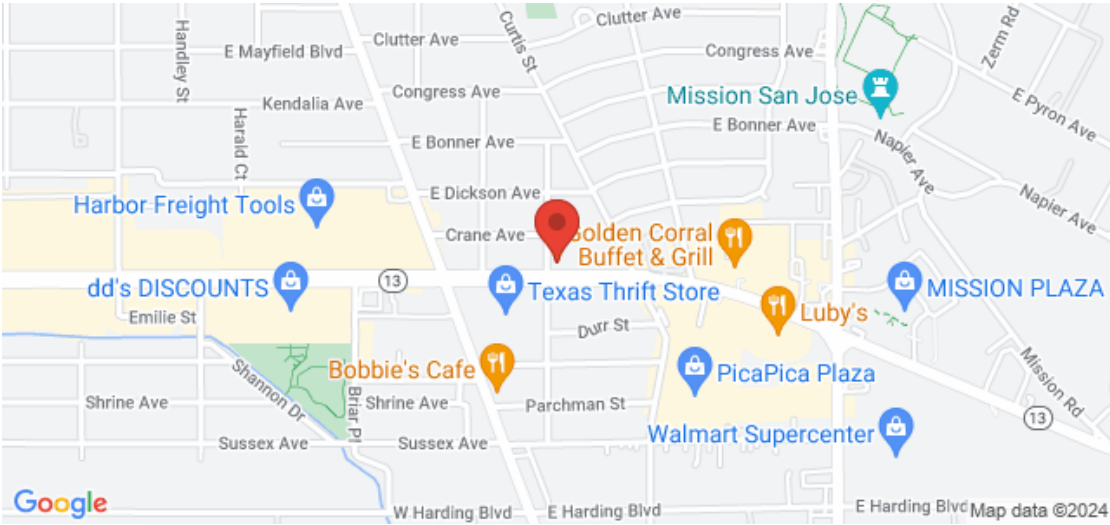 Clutter Ave
Curtis St
Zerm Rd
Handley St
E Mayfield Blvd
Clutter Ave
Congress Ave
Congress Ave
Mission San Jose
Kendalia Ave
E Pyron Ave
Harald Ct
E Bonner Ave
E Bonner Ave
Napier Ave
E Dickson Ave
Harbor Freight Tools
Napier Ave
Crane Ave
olden Corral
Buffet & Grill
dd's DISCOUNTS
13
Texas Thrift Store
MISSION PLAZA
Emilie St
Durr St
Luby's
Bobbie's Cafe
PicaPica Plaza
Mission Rd
Shannon Dr
Briar Pl
Shrine Ave
Shrine Ave
Parchman St
13
Sussex Ave
Sussex Ave
Walmart Supercenter
Google
W Harding Blvd
E Harding Blvd
E Harding Blvd
Map data ©2024